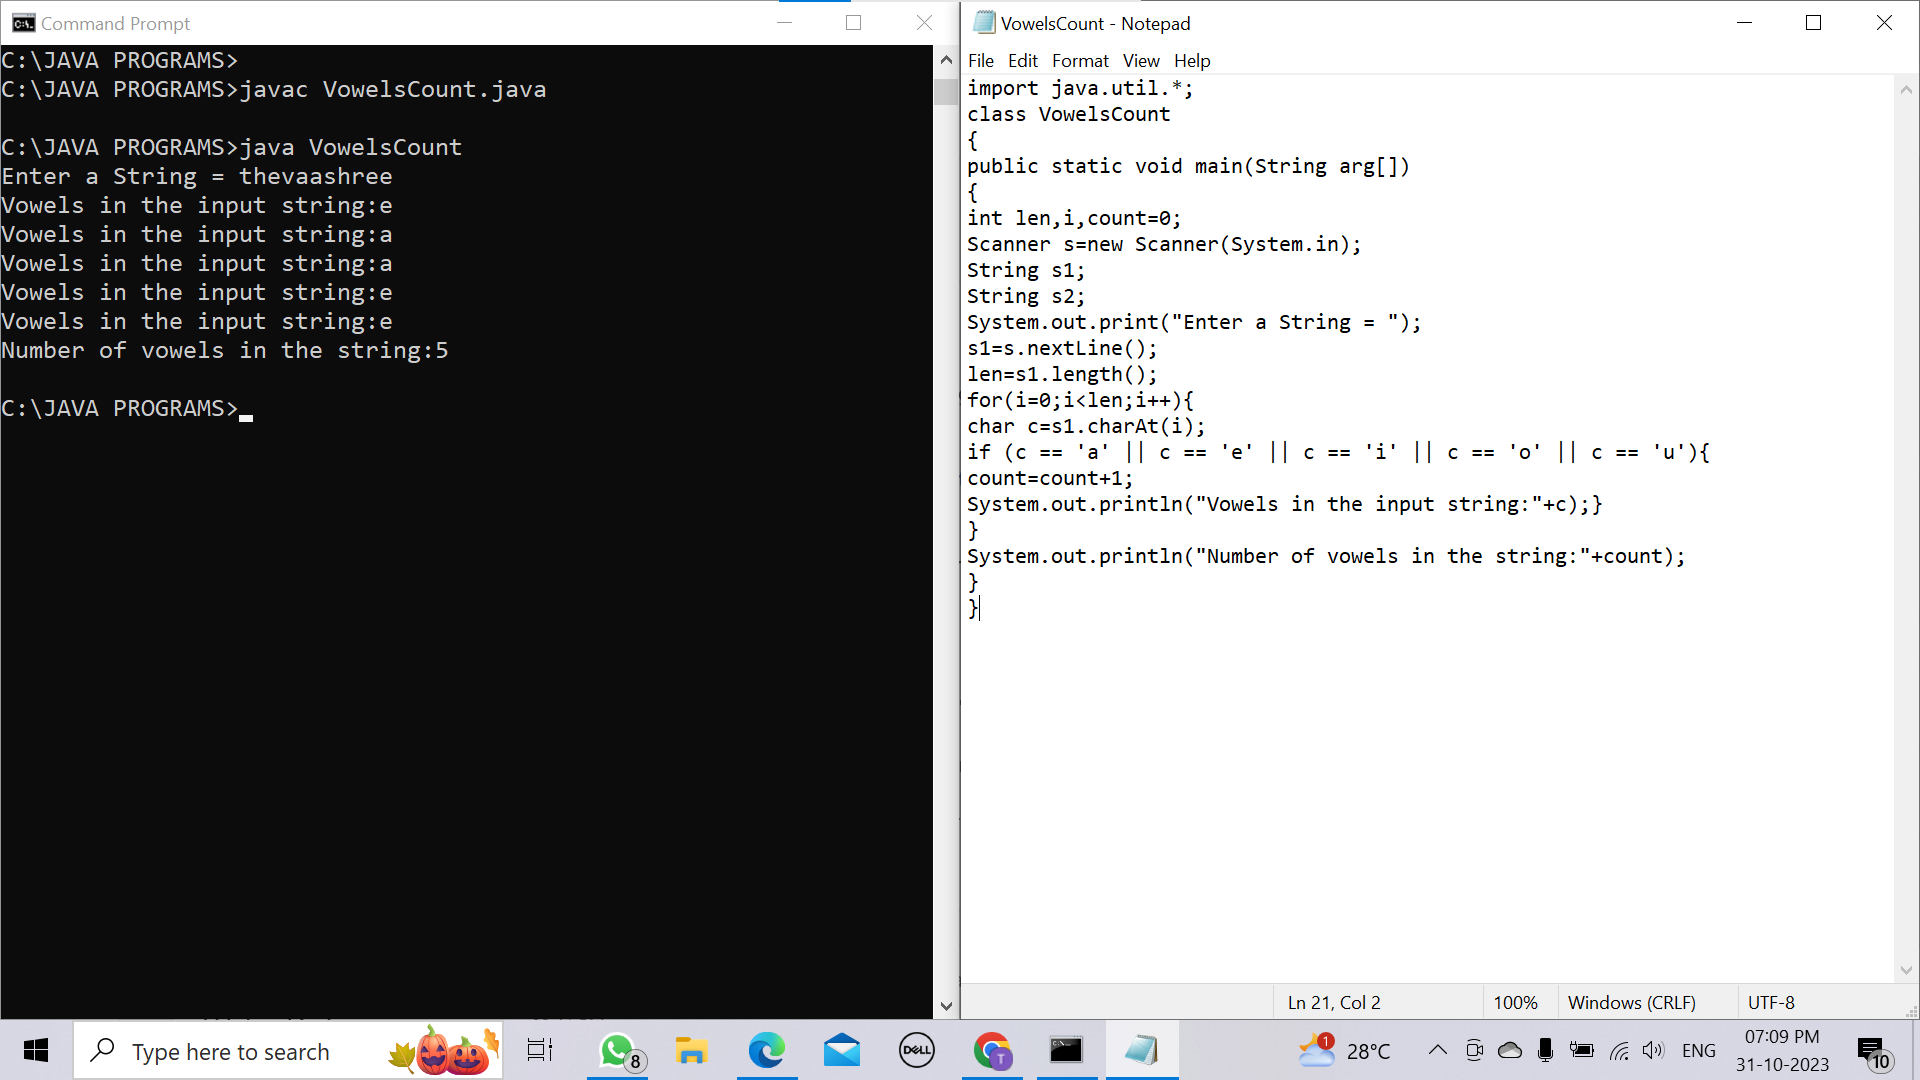 Command Prompt
C:\JAVA PROGRAMS>
C:\JAVA PROGRAMS>javac VowelsCount.java
C:\JAVA PROGRAMS>java VowelsCount
Enter a String = thevaashree
Vowels in the input string:e
Vowels in the input string:a
Vowels in the input string:a
Vowels in the input string:e
Vowels in the input string:e
Number of vowels in the string:5
C:\JAVA PROGRAMS>
VowelsCount - Notepad
File Edit Format View Help
import java.util.*;
class VowelsCount
{
public static void main(String arg[])
{
int len,i,count=0;
Scanner s=new Scanner(System.in);
String s1;
String s2;
System.out.print("Enter a String = ");
s1=s.nextLine();
len=s1.length();
for(i=0;i<len;i++){
char c=s1.charAt(i);
if (c == 'a' || c == 'e' || c == 'i' || c == 'o' || c == 'u'){
count=count+1;
System.out.println("Vowels in the input string:"+c);}
}
System.out.println("Number of vowels in the string:"+count);
}
}
Ln 21, Col 2 100% Windows (CRLF) UTF-8
Type here to search 8 DELL T 1 28°C ENG 07:09 PM 10
31-10-2023